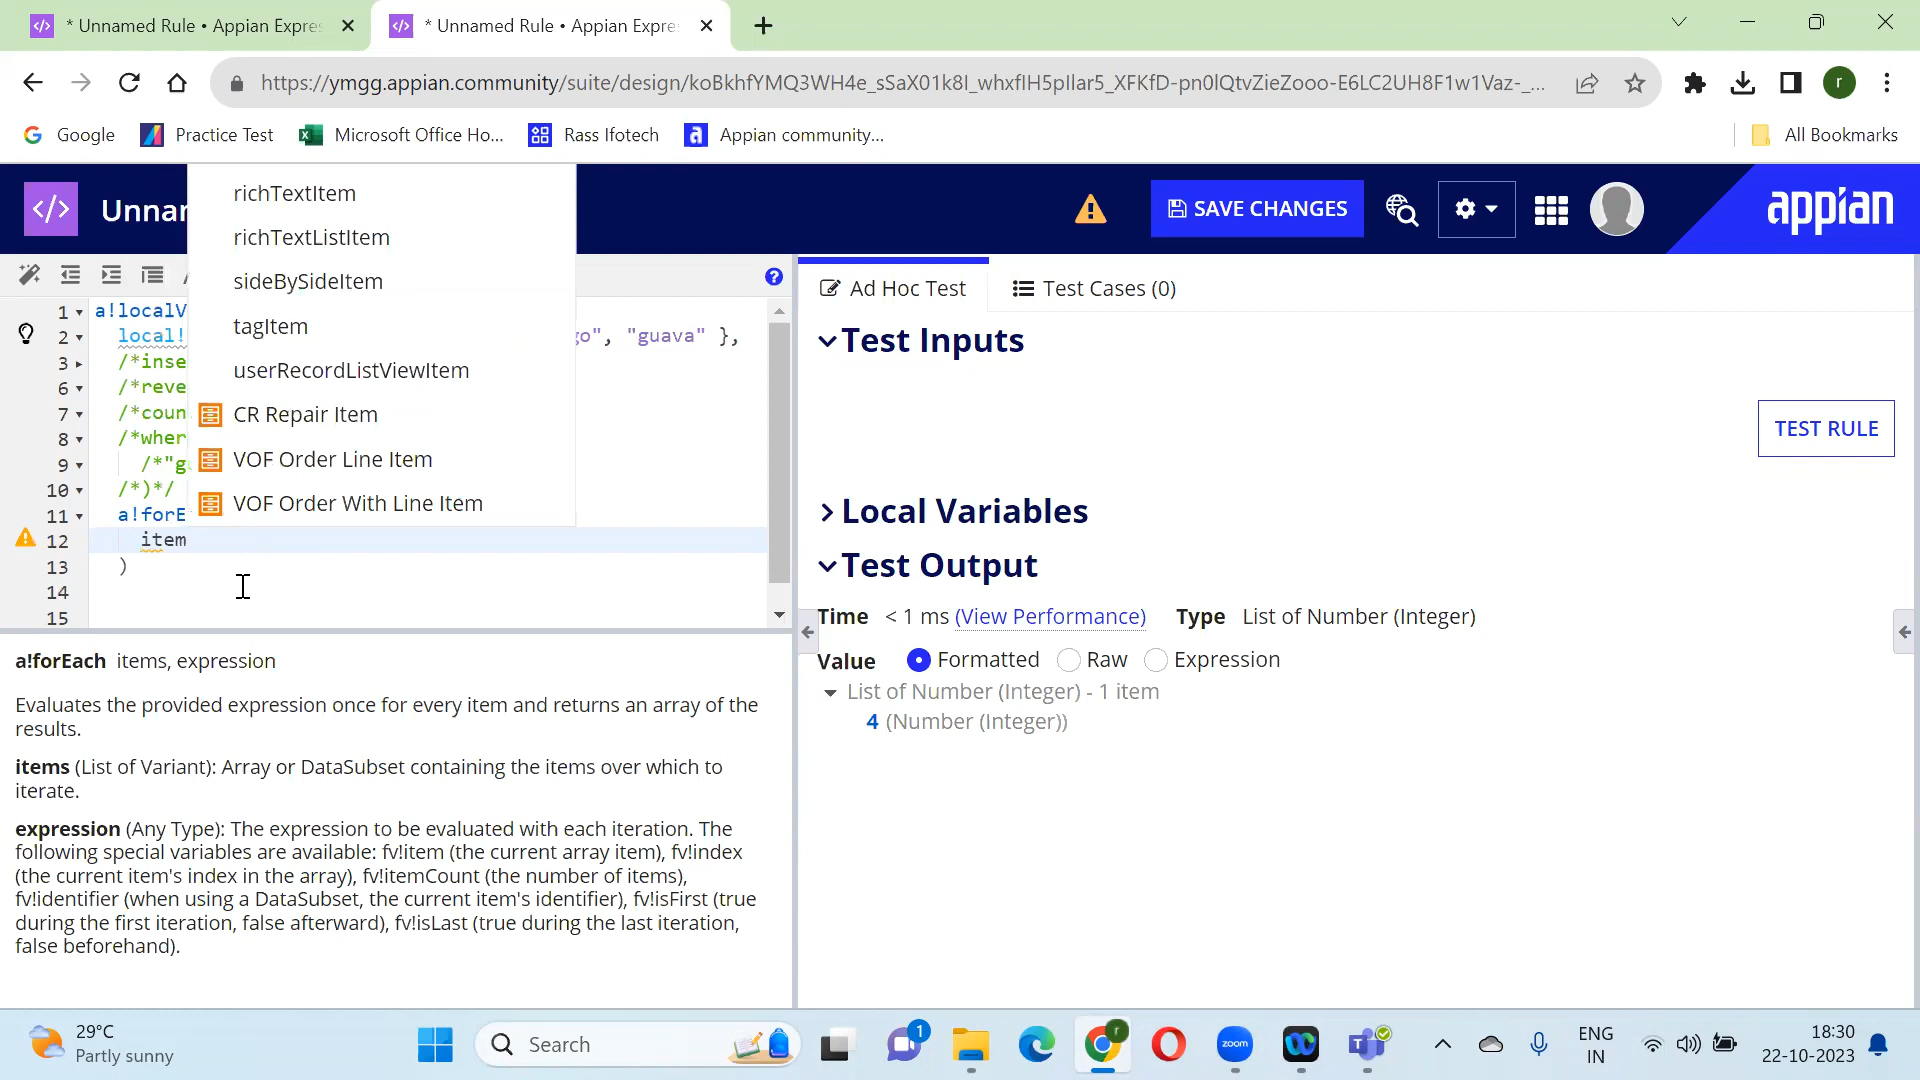 * Unnamed Rule • Appian Expre
* Unnamed Rule • Appian Expre
https://ymgg.appian.community/suite/design/koBkhfYMQ3WH4e_sSaX01k8I_whxfIH5pIlar5_XFKfD-pn0lQtvZieZooo-E6LC2UH8F1w1Vaz-_...
r
Google
Practice Test
Microsoft Office Ho...
Rass Ifotech
Appian community...
All Bookmarks
Unnar
SAVE CHANGES
appian
richTextItem
richTextListItem
sideBySideItem
tagItem
userRecordListViewItem
CR Repair Item
VOF Order Line Item
VOF Order With Line Item
1 a!localV
2 local! go", "guava" },
3 /*inse
6 /*reve
7 /*coun
8 /*wher
9 /*"gu
10 /*)*/
11 a!forE
12 item
13 )
14
15
a!forEach items, expression
Evaluates the provided expression once for every item and returns an array of the
results.
items (List of Variant): Array or DataSubset containing the items over which to
iterate.
expression (Any Type): The expression to be evaluated with each iteration. The
following special variables are available: fv!item (the current array item), fv!index
(the current item's index in the array), fv!itemCount (the number of items),
fv!identifier (when using a DataSubset, the current item's identifier), fv!isFirst (true
during the first iteration, false afterward), fv!isLast (true during the last iteration,
false beforehand).
Ad Hoc Test
Test Cases (0)
Test Inputs
TEST RULE
Local Variables
Test Output
Time < 1 ms (View Performance) Type List of Number (Integer)
Value Formatted Raw Expression
List of Number (Integer) - 1 item
4 (Number (Integer))
29°C
Partly sunny
Search
1
r
zoom
ENG
IN
18:30
22-10-2023